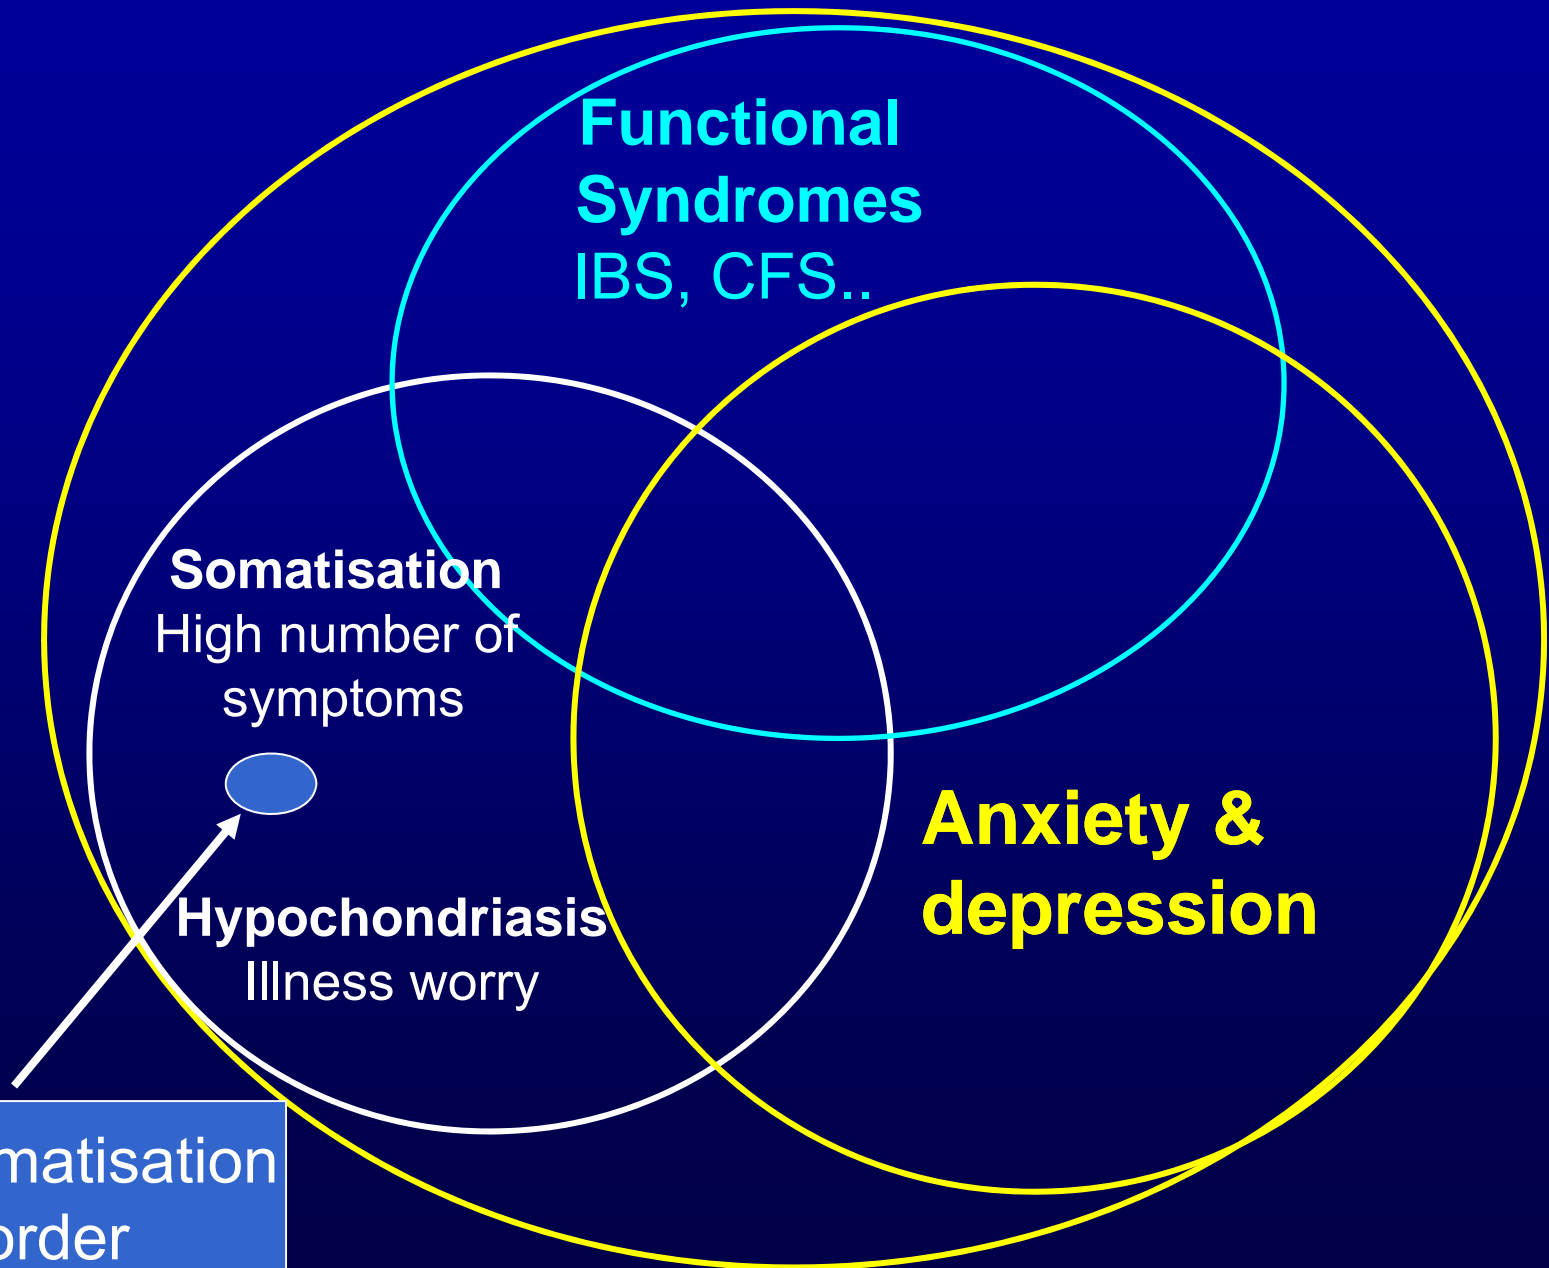 Functional
Syndromes
IBS, CFS..
Somatisation
High number of
symptoms
Hypochondriasis
Illness worry
Anxiety &
depression
matisation
order